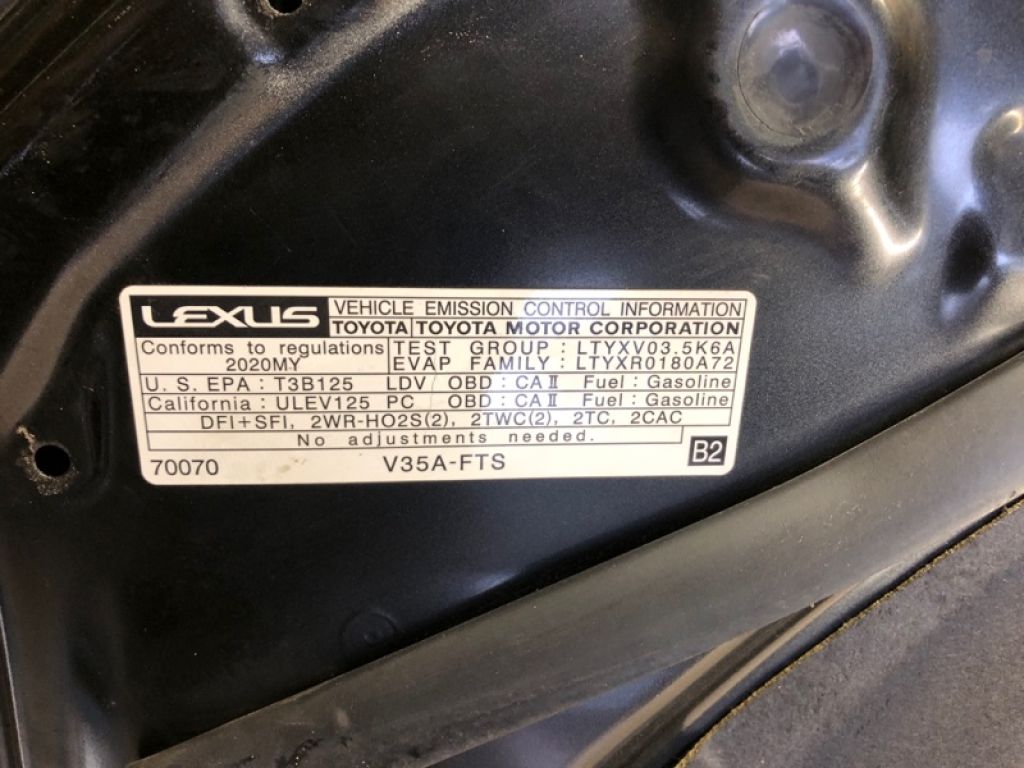 LEXUS VEHICLE EMISSION CONTROL INFORMATION
TOYOTA TOYOTA MOTOR CORPORATION
Conforms to regulations TEST GROUP : LTYXV03.5K6A
2020MY EVAP FAMILY : LTYXR0180A72
U.S. EPA : T3B125 LDV OBD : CA II Fuel : Gasoline
California : ULEV125 PC OBD : CA II Fuel : Gasoline
DFI+SFI, 2WR-HO2S(2), 2TWC(2), 2TC, 2CAC
No adjustments needed.
70070 V35A-FTS B2